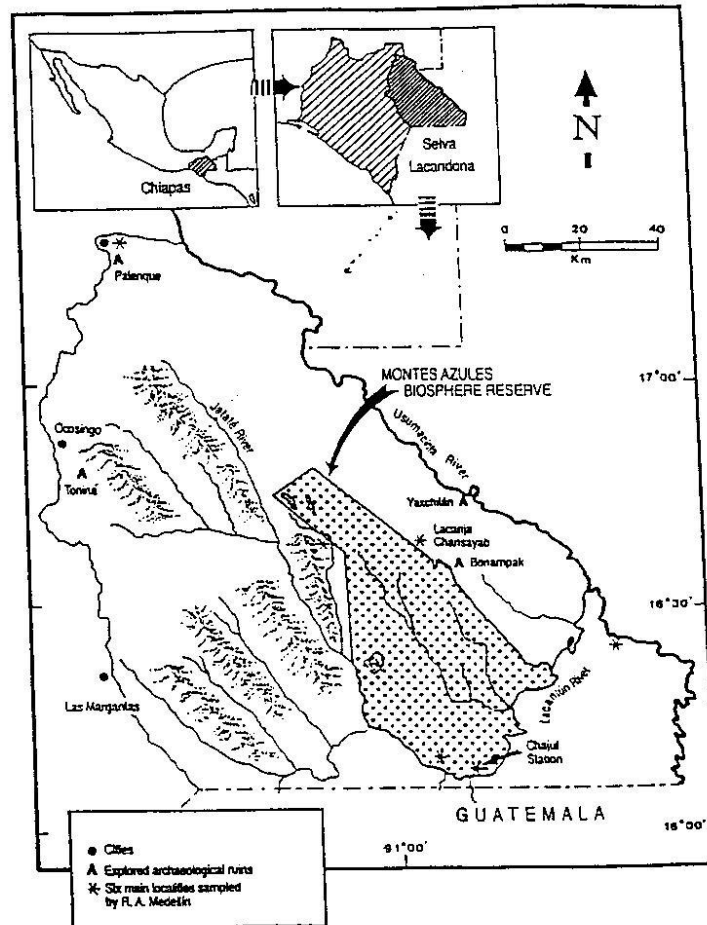 Chiapas
Selva
Lacandona
N
0 20 40
Km
Palenque
MONTES AZULES
BIOSPHERE RESERVE
17°00'
Usumacinta River
Jataté River
Ocosingo
Toniná
Yaxchilán
Lacanja
Chansayab
Bonampak
16°30'
Lacantún River
Las Margaritas
Chajul
Station
GUATEMALA
16°00'
91°00'
Cities
A Explored archaeological ruins
Six main localities sampled
by R. A. Medellín